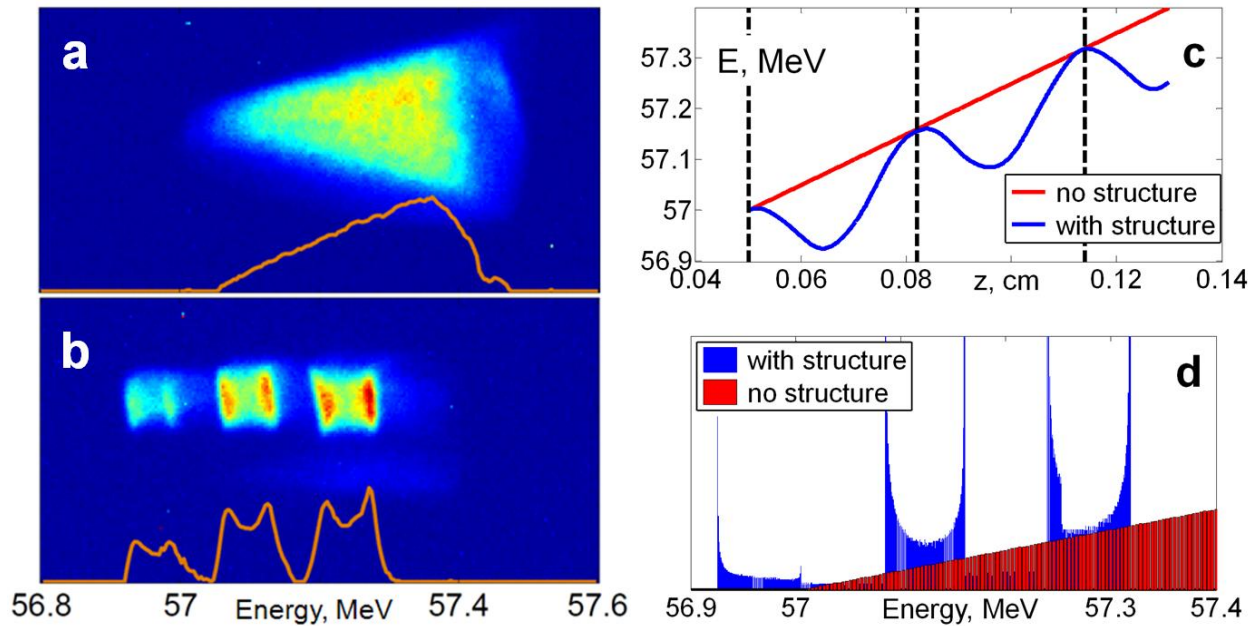 a
b
56.8 57 Energy, MeV 57.4 57.6
57.3
57.2
57.1
57
56.9
E, MeV
c
no structure
with structure
0.04 0.06 0.08 z, cm 0.12 0.14
with structure
no structure
d
56.9 57 Energy, MeV 57.3 57.4